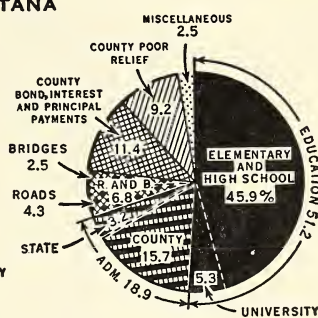 TANA
MISCELLANEOUS
2.5
COUNTY POOR
RELIEF
9.2
COUNTY
BOND, INTEREST
AND PRINCIPAL
PAYMENTS
11.4
BRIDGES
2.5
R. AND B.
6.8
ROADS
4.3
STATE
3.2
COUNTY
15.7
ADM. 18.9
ELEMENTARY
AND
HIGH SCHOOL
45.9%
EDUCATION 51.2
5.3
UNIVERSITY
Y